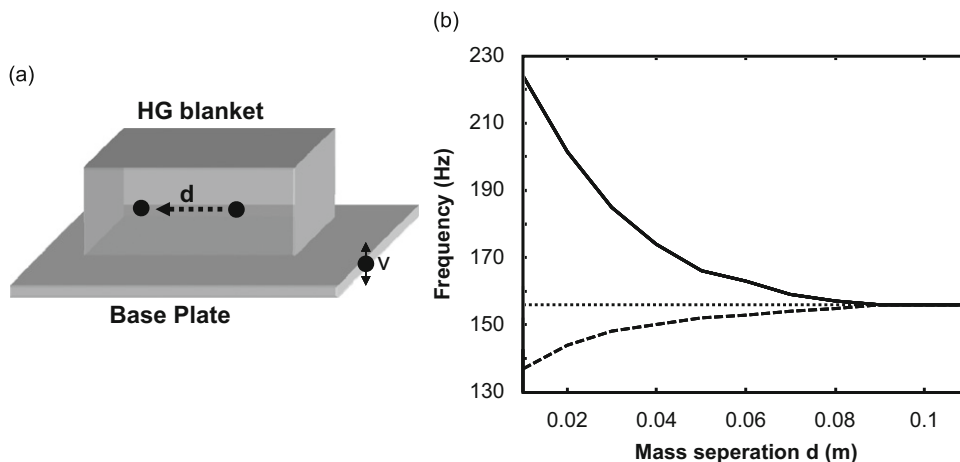 (a)
HG blanket
d
V
Base Plate
(b)
Frequency (Hz)
230
210
190
170
150
130
0.02 0.04 0.06 0.08 0.1
Mass seperation d (m)